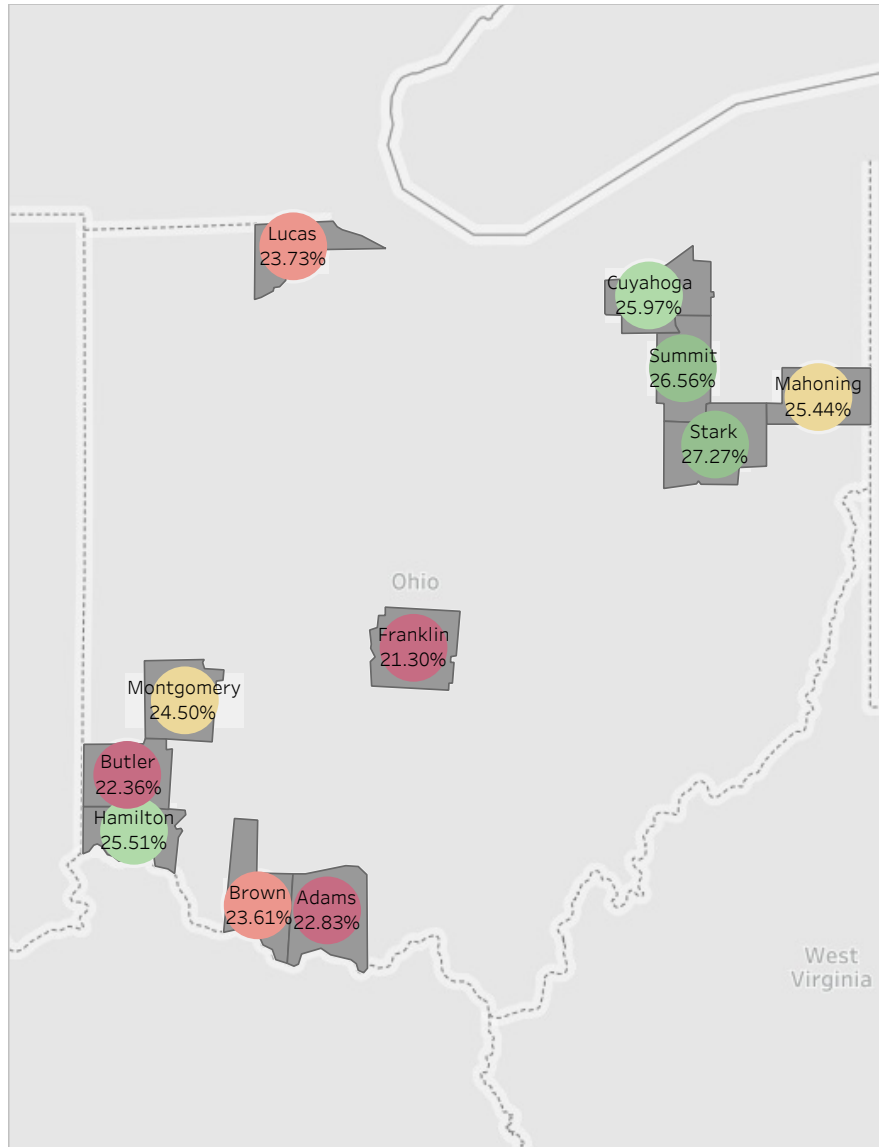 Lucas
23.73%
Cuyahoga
25.97%
Summit
26.56%
Mahoning
25.44%
Stark
27.27%
Ohio
Franklin
21.30%
Montgomery
24.50%
Butler
22.36%
Hamilton
25.51%
Brown
23.61%
Adams
22.83%
West
Virginia